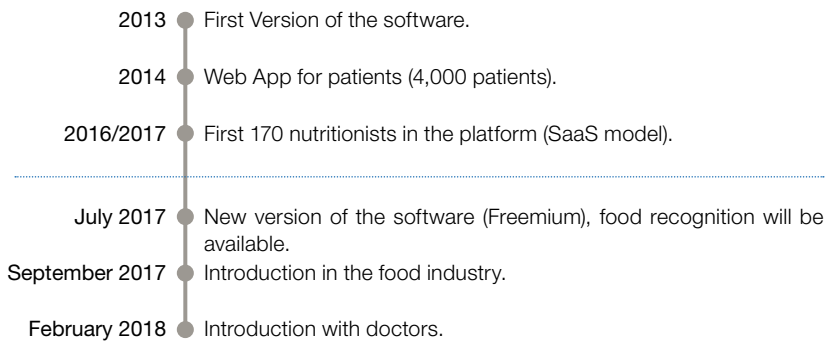 2013 First Version of the software.
2014 Web App for patients (4,000 patients).
2016/2017 First 170 nutritionists in the platform (SaaS model).
July 2017 New version of the software (Freemium), food recognition will be
available.
September 2017 Introduction in the food industry.
February 2018 Introduction with doctors.